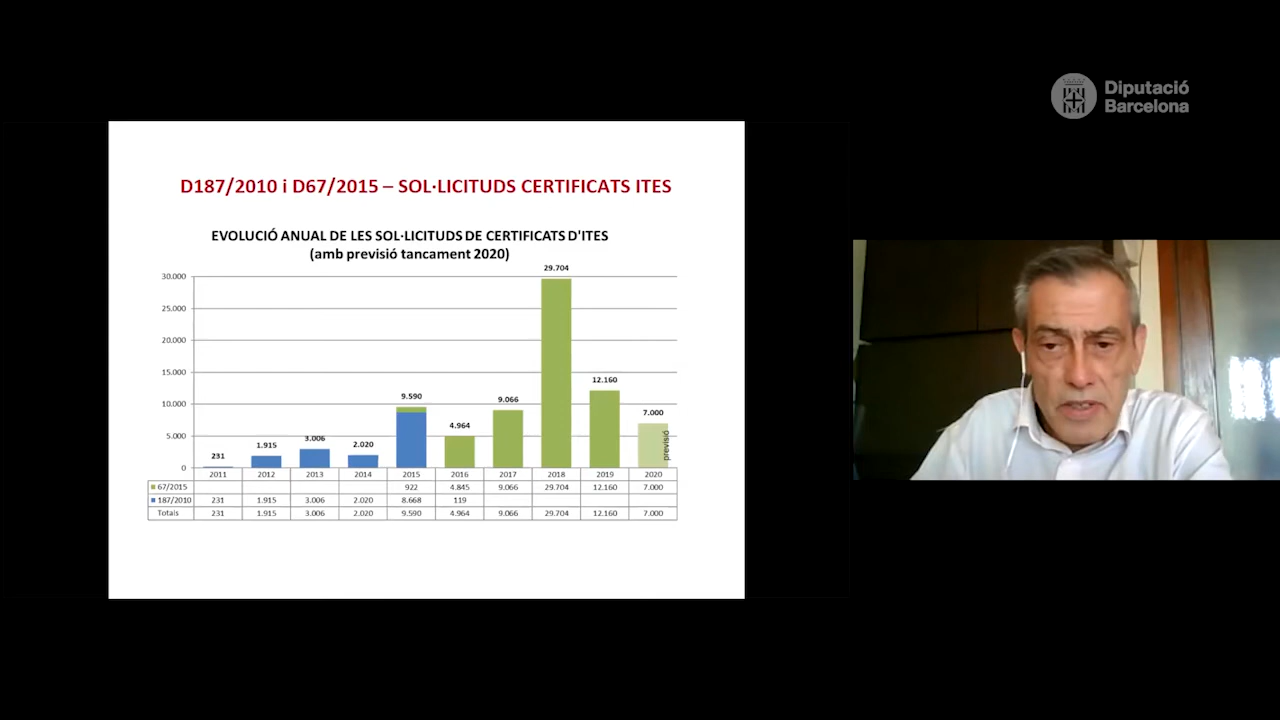 Diputació
Barcelona
D187/2010 i D67/2015 – SOL·LICITUDS CERTIFICATS ITES
EVOLUCIÓ ANUAL DE LES SOL·LICITUDS DE CERTIFICATS D'ITES
(amb previsió tancament 2020)
30.000
25.000
20.000
15.000
10.000
5.000
0
231
1.915
3.006
2.020
9.590
4.964
9.066
29.704
12.160
7.000
previsió
2011 2012 2013 2014 2015 2016 2017 2018 2019 2020
67/2015 922 4.845 9.066 29.704 12.160 7.000
187/2010 231 1.915 3.006 2.020 8.668 119
Totals 231 1.915 3.006 2.020 9.590 4.964 9.066 29.704 12.160 7.000